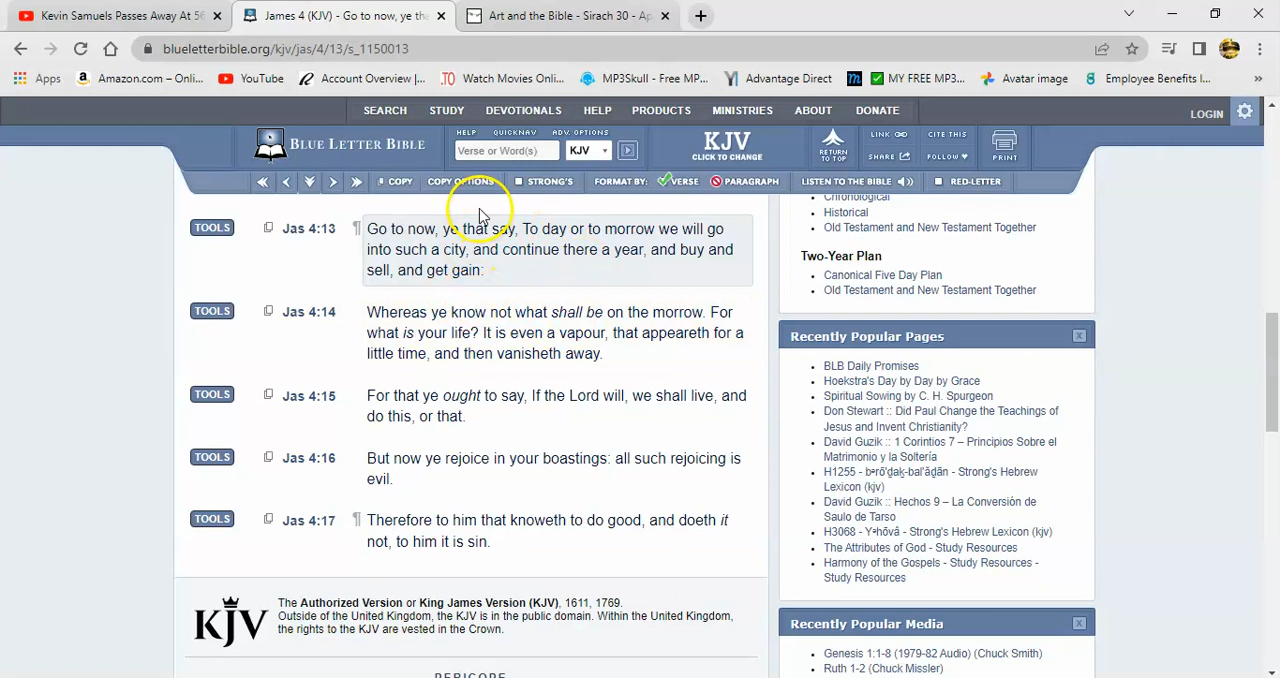 Kevin Samuels Passes Away At 56
James 4 (KJV) - Go to now, ye tha
Art and the Bible - Sirach 30 - Ap
blueletterbible.org/kjv/jas/4/13/s_1150013
Apps
Amazon.com – Onli...
YouTube
Account Overview |...
Watch Movies Onli...
MP3Skull - Free MP...
Advantage Direct
MY FREE MP3...
Avatar image
Employee Benefits I...
»
SEARCH STUDY DEVOTIONALS HELP PRODUCTS MINISTRIES ABOUT DONATE
LOGIN
BLUE LETTER BIBLE
HELP QUICKNAV ADV. OPTIONS
Verse or Word(s)
KJV
KJV
CLICK TO CHANGE
RETURN
TO TOP
LINK
CITE THIS
SHARE
FOLLOW
PRINT
COPY COPY OPTIONS STRONG'S FORMAT BY: VERSE PARAGRAPH LISTEN TO THE BIBLE RED-LETTER
TOOLS Jas 4:13 ¶ Go to now, ye that say, To day or to morrow we will go
into such a city, and continue there a year, and buy and
sell, and get gain:
TOOLS Jas 4:14 Whereas ye know not what shall be on the morrow. For
what is your life? It is even a vapour, that appeareth for a
little time, and then vanisheth away.
TOOLS Jas 4:15 For that ye ought to say, If the Lord will, we shall live, and
do this, or that.
TOOLS Jas 4:16 But now ye rejoice in your boastings: all such rejoicing is
evil.
TOOLS Jas 4:17 ¶ Therefore to him that knoweth to do good, and doeth it
not, to him it is sin.
KJV
The Authorized Version or King James Version (KJV), 1611, 1769.
Outside of the United Kingdom, the KJV is in the public domain. Within the United Kingdom,
the rights to the KJV are vested in the Crown.
PERICOPE
Chronological
Historical
Old Testament and New Testament Together
Two-Year Plan
Canonical Five Day Plan
Old Testament and New Testament Together
Recently Popular Pages
BLB Daily Promises
Hoekstra's Day by Day by Grace
Spiritual Sowing by C. H. Spurgeon
Don Stewart :: Did Paul Change the Teachings of
Jesus and Invent Christianity?
David Guzik :: 1 Corintios 7 – Principios Sobre el
Matrimonio y la Soltería
H1255 - bᵊrō'ḏaḵ-bal'ăḏān - Strong's Hebrew
Lexicon (kjv)
David Guzik :: Hechos 9 – La Conversión de
Saulo de Tarso
H3068 - Yᵊhōvâ - Strong's Hebrew Lexicon (kjv)
The Attributes of God - Study Resources
Harmony of the Gospels - Study Resources -
Study Resources
Recently Popular Media
Genesis 1:1-8 (1979-82 Audio) (Chuck Smith)
Ruth 1-2 (Chuck Missler)